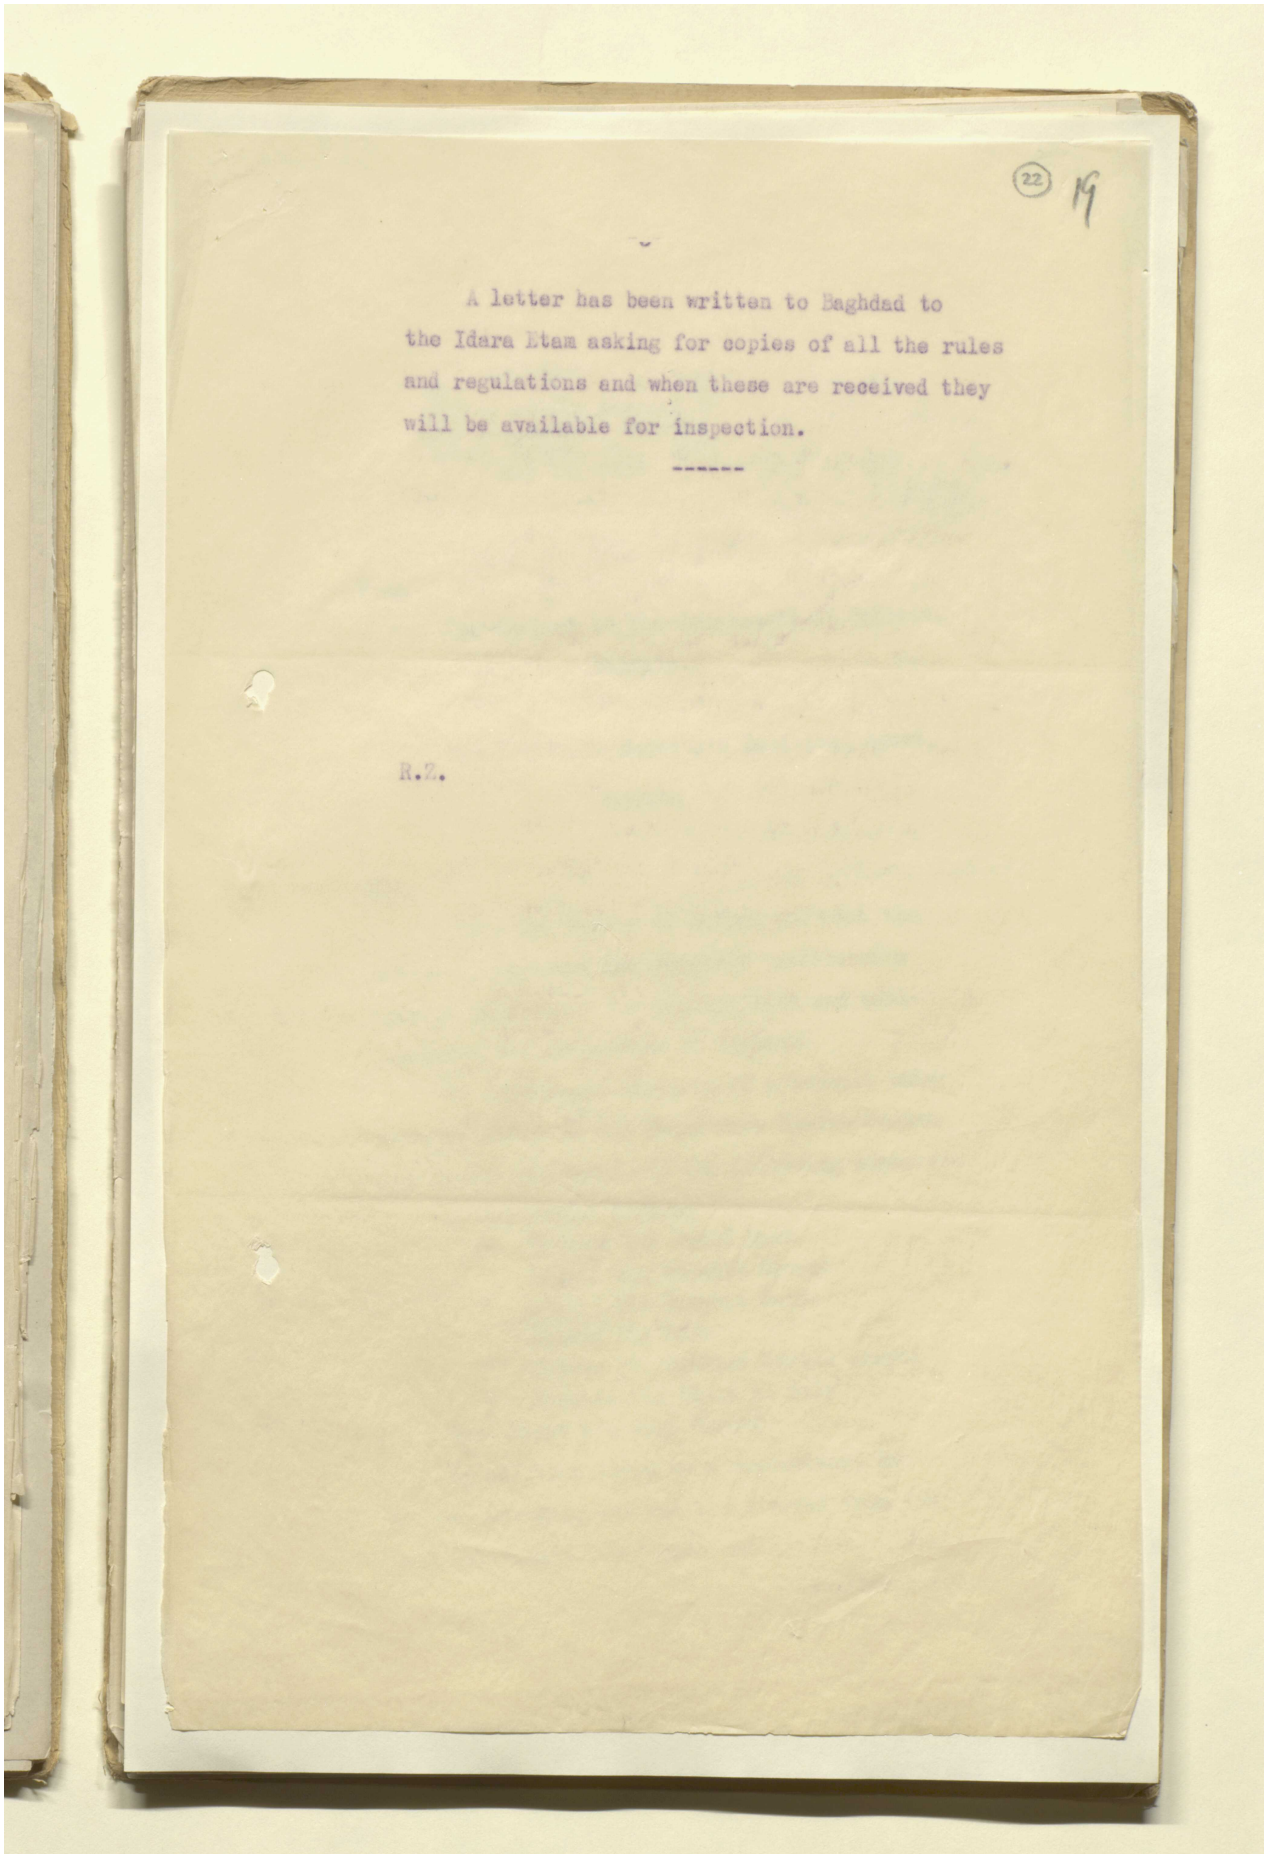 22
19
A letter has been written to Baghdad to
the Idara Etam asking for copies of all the rules
and regulations and when these are received they
will be available for inspection.
------
R.Z.